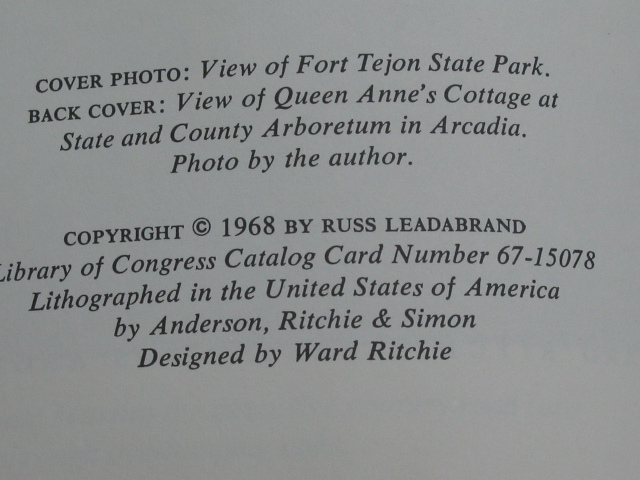 COVER PHOTO: View of Fort Tejon State Park.
BACK COVER: View of Queen Anne's Cottage at
State and County Arboretum in Arcadia.
Photo by the author.
COPYRIGHT © 1968 BY RUSS LEADABRAND
Library of Congress Catalog Card Number 67-15078
Lithographed in the United States of America
by Anderson, Ritchie & Simon
Designed by Ward Ritchie